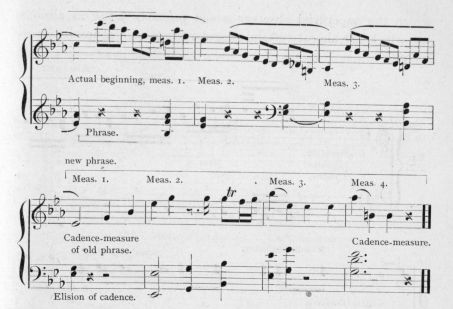 Actual beginning, meas. 1. Meas. 2. Meas. 3.
Phrase.
new phrase.
Meas. 1. Meas. 2. tr Meas. 3. Meas. 4.
Cadence-measure Cadence-measure.
of old phrase.
Elision of cadence.